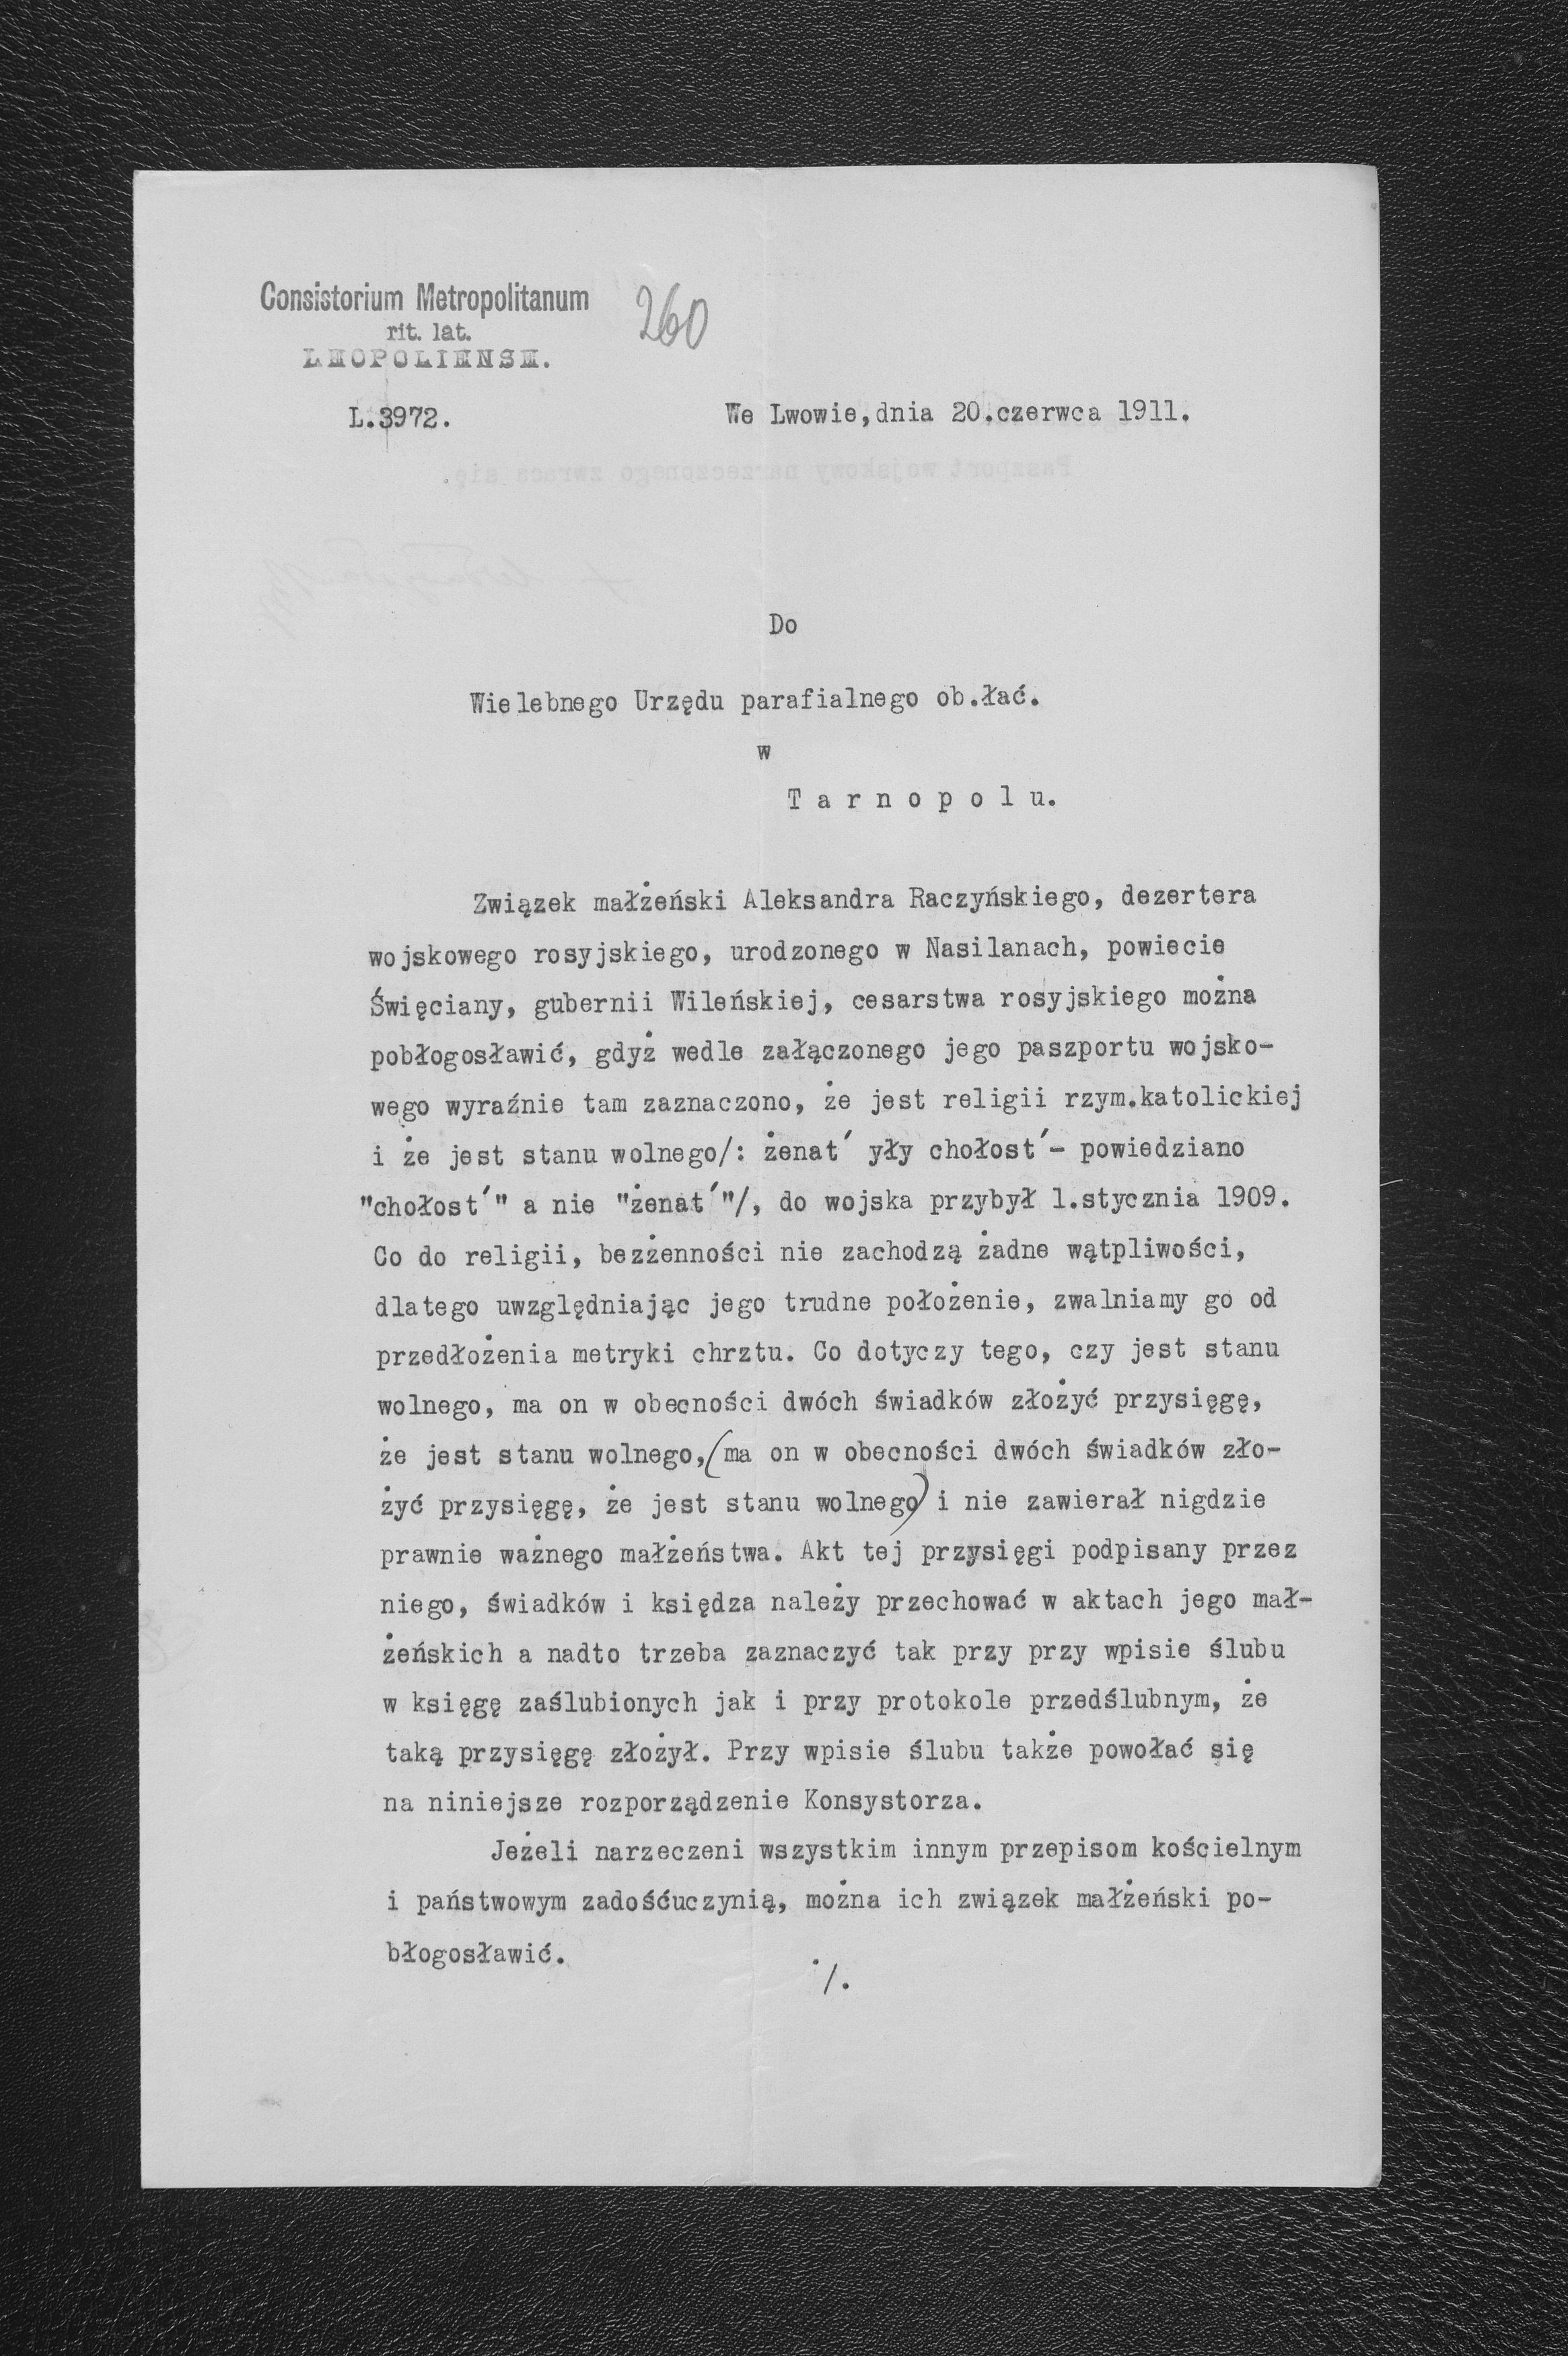 Consistorium Metropolitanum
260
rit. lat.
LEOPOLIENSE.
L.3972.
We Lwowie,dnia 20.czerwca 1911.
Paszport wojskowy narzeczonego zwraca się.
Do
Wielebnego Urzędu parafialnego ob.łać.
w
Tarnopolu.
Związek małżeński Aleksandra Raczyńskiego, dezertera
wojskowego rosyjskiego, urodzonego w Nasilanach, powiecie
Święciany, gubernii Wileńskiej, cesarstwa rosyjskiego można
pobłogosławić, gdyż wedle załączonego jego paszportu wojsko-
wego wyraźnie tam zaznaczono, że jest religii rzym.katolickiej
i że jest stanu wolnego/: żenat´ yły chołost´- powiedziano
"chołost´" a nie "żenat´"/, do wojska przybył 1.stycznia 1909.
Co do religii, bezżenności nie zachodzą żadne wątpliwości,
dlatego uwzględniając jego trudne położenie, zwalniamy go od
przedłożenia metryki chrztu. Co dotyczy tego, czy jest stanu
wolnego, ma on w obecności dwóch świadków złożyć przysięgę,
że jest stanu wolnego,(ma on w obecności dwóch świadków zło-
żyć przysięgę, że jest stanu wolnego) i nie zawierał nigdzie
prawnie ważnego małżeństwa. Akt tej przysięgi podpisany przez
niego, świadków i księdza należy przechować w aktach jego mał-
żeńskich a nadto trzeba zaznaczyć tak przy przy wpisie ślubu
w księgę zaślubionych jak i przy protokole przedślubnym, że
taką przysięgę złożył. Przy wpisie ślubu także powołać się
na niniejsze rozporządzenie Konsystorza.
Jeżeli narzeczeni wszystkim innym przepisom kościelnym
i państwowym zadośćuczynią, można ich związek małżeński po-
błogosławić.
./.